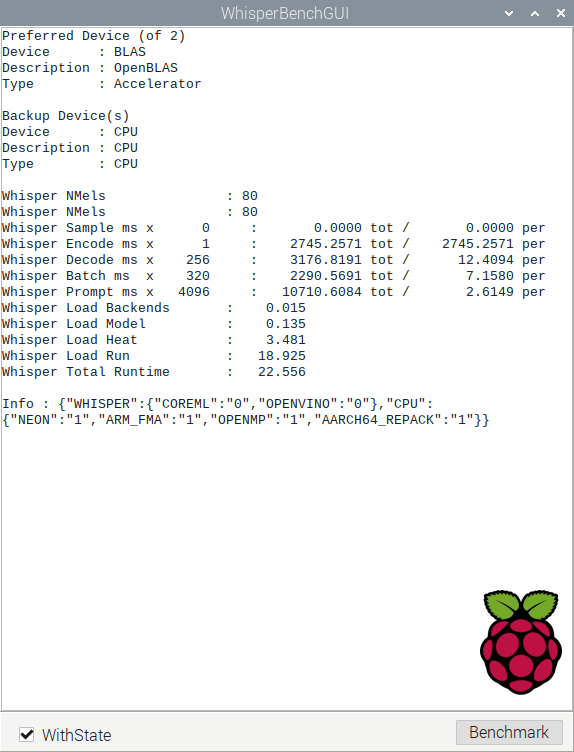 WhisperBenchGUI
Preferred Device (of 2)
Device      : BLAS
Description : OpenBLAS
Type        : Accelerator
Backup Device(s)
Device      : CPU
Description : CPU
Type        : CPU
Whisper NMels               : 80
Whisper NMels               : 80
Whisper Sample ms x      0     :       0.0000 tot /       0.0000 per
Whisper Encode ms x      1     :    2745.2571 tot /    2745.2571 per
Whisper Decode ms x    256     :    3176.8191 tot /      12.4094 per
Whisper Batch ms  x    320     :    2290.5691 tot /       7.1580 per
Whisper Prompt ms x   4096     :   10710.6084 tot /       2.6149 per
Whisper Load Backends       :    0.015
Whisper Load Model          :    0.135
Whisper Load Heat           :    3.481
Whisper Load Run            :   18.925
Whisper Total Runtime       :   22.556
Info : {"WHISPER":{"COREML":"0","OPENVINO":"0"},"CPU":
{"NEON":"1","ARM_FMA":"1","OPENMP":"1","AARCH64_REPACK":"1"}}
WithState
Benchmark